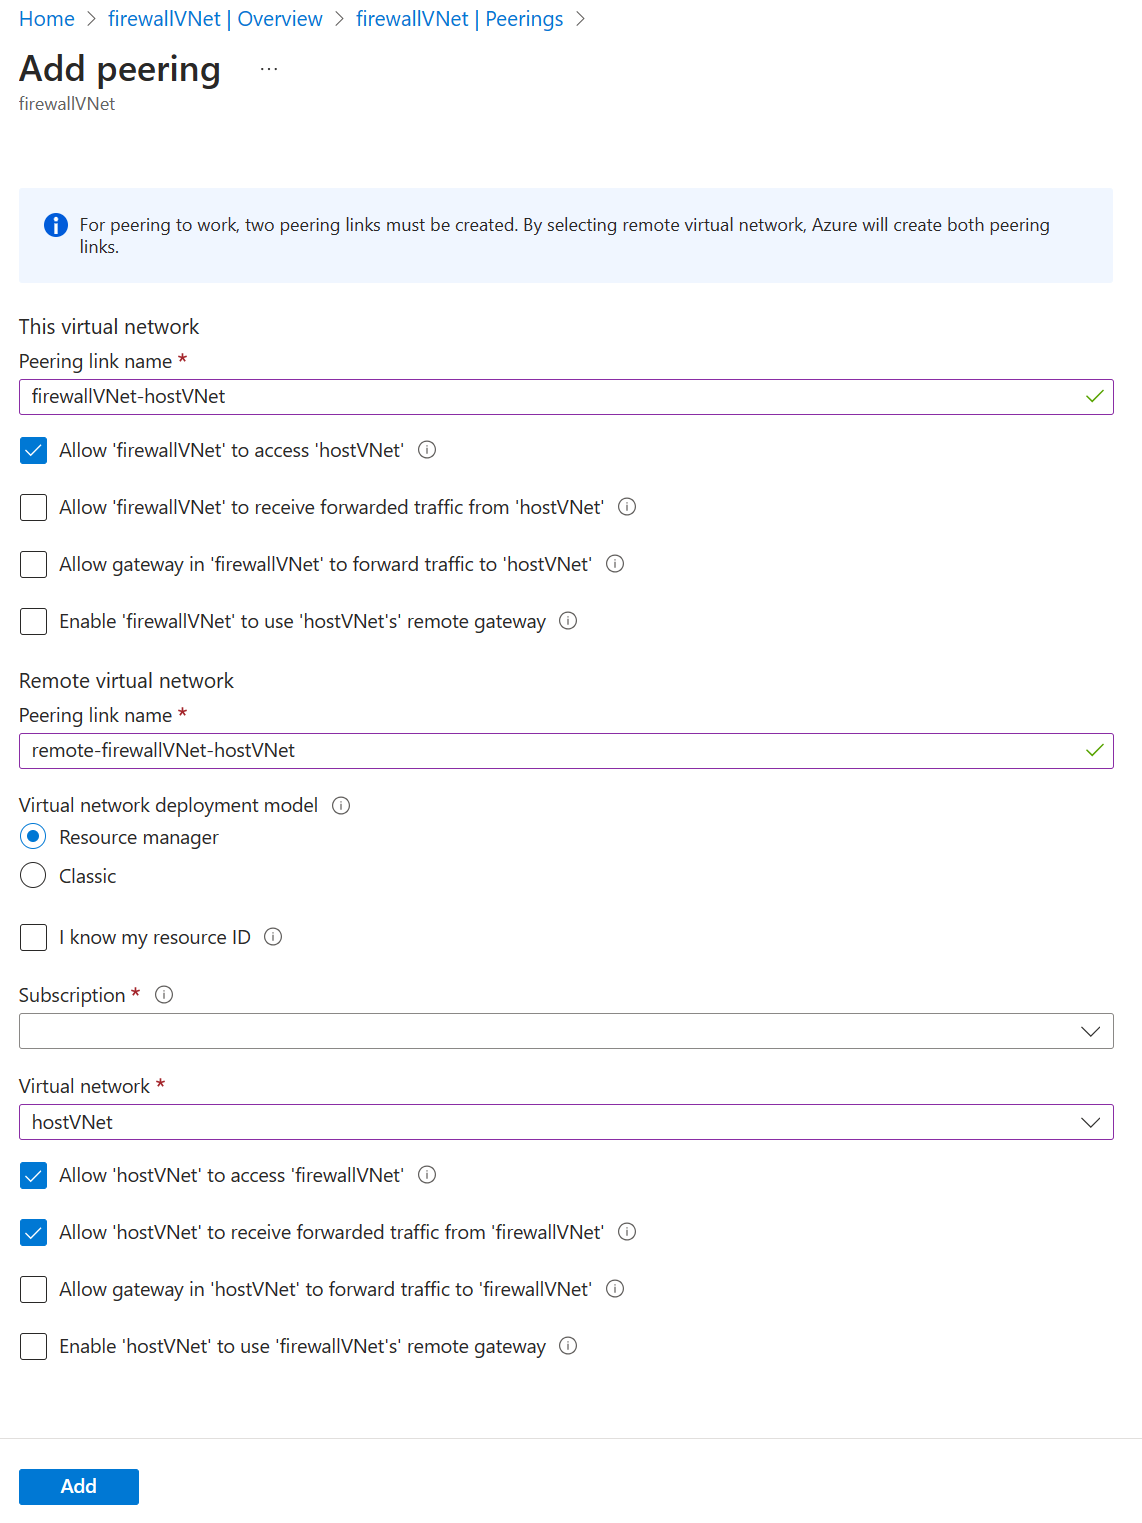 Home > firewallVNet | Overview > firewallVNet | Peerings >
Add peering ...
firewallVNet
For peering to work, two peering links must be created. By selecting remote virtual network, Azure will create both peering
links.
This virtual network
Peering link name *
firewallVNet-hostVNet
Allow 'firewallVNet' to access 'hostVNet'
Allow 'firewallVNet' to receive forwarded traffic from 'hostVNet'
Allow gateway in 'firewallVNet' to forward traffic to 'hostVNet'
Enable 'firewallVNet' to use 'hostVNet's' remote gateway
Remote virtual network
Peering link name *
remote-firewallVNet-hostVNet
Virtual network deployment model
Resource manager
Classic
I know my resource ID
Subscription *
Virtual network *
hostVNet
Allow 'hostVNet' to access 'firewallVNet'
Allow 'hostVNet' to receive forwarded traffic from 'firewallVNet'
Allow gateway in 'hostVNet' to forward traffic to 'firewallVNet'
Enable 'hostVNet' to use 'firewallVNet's' remote gateway
Add